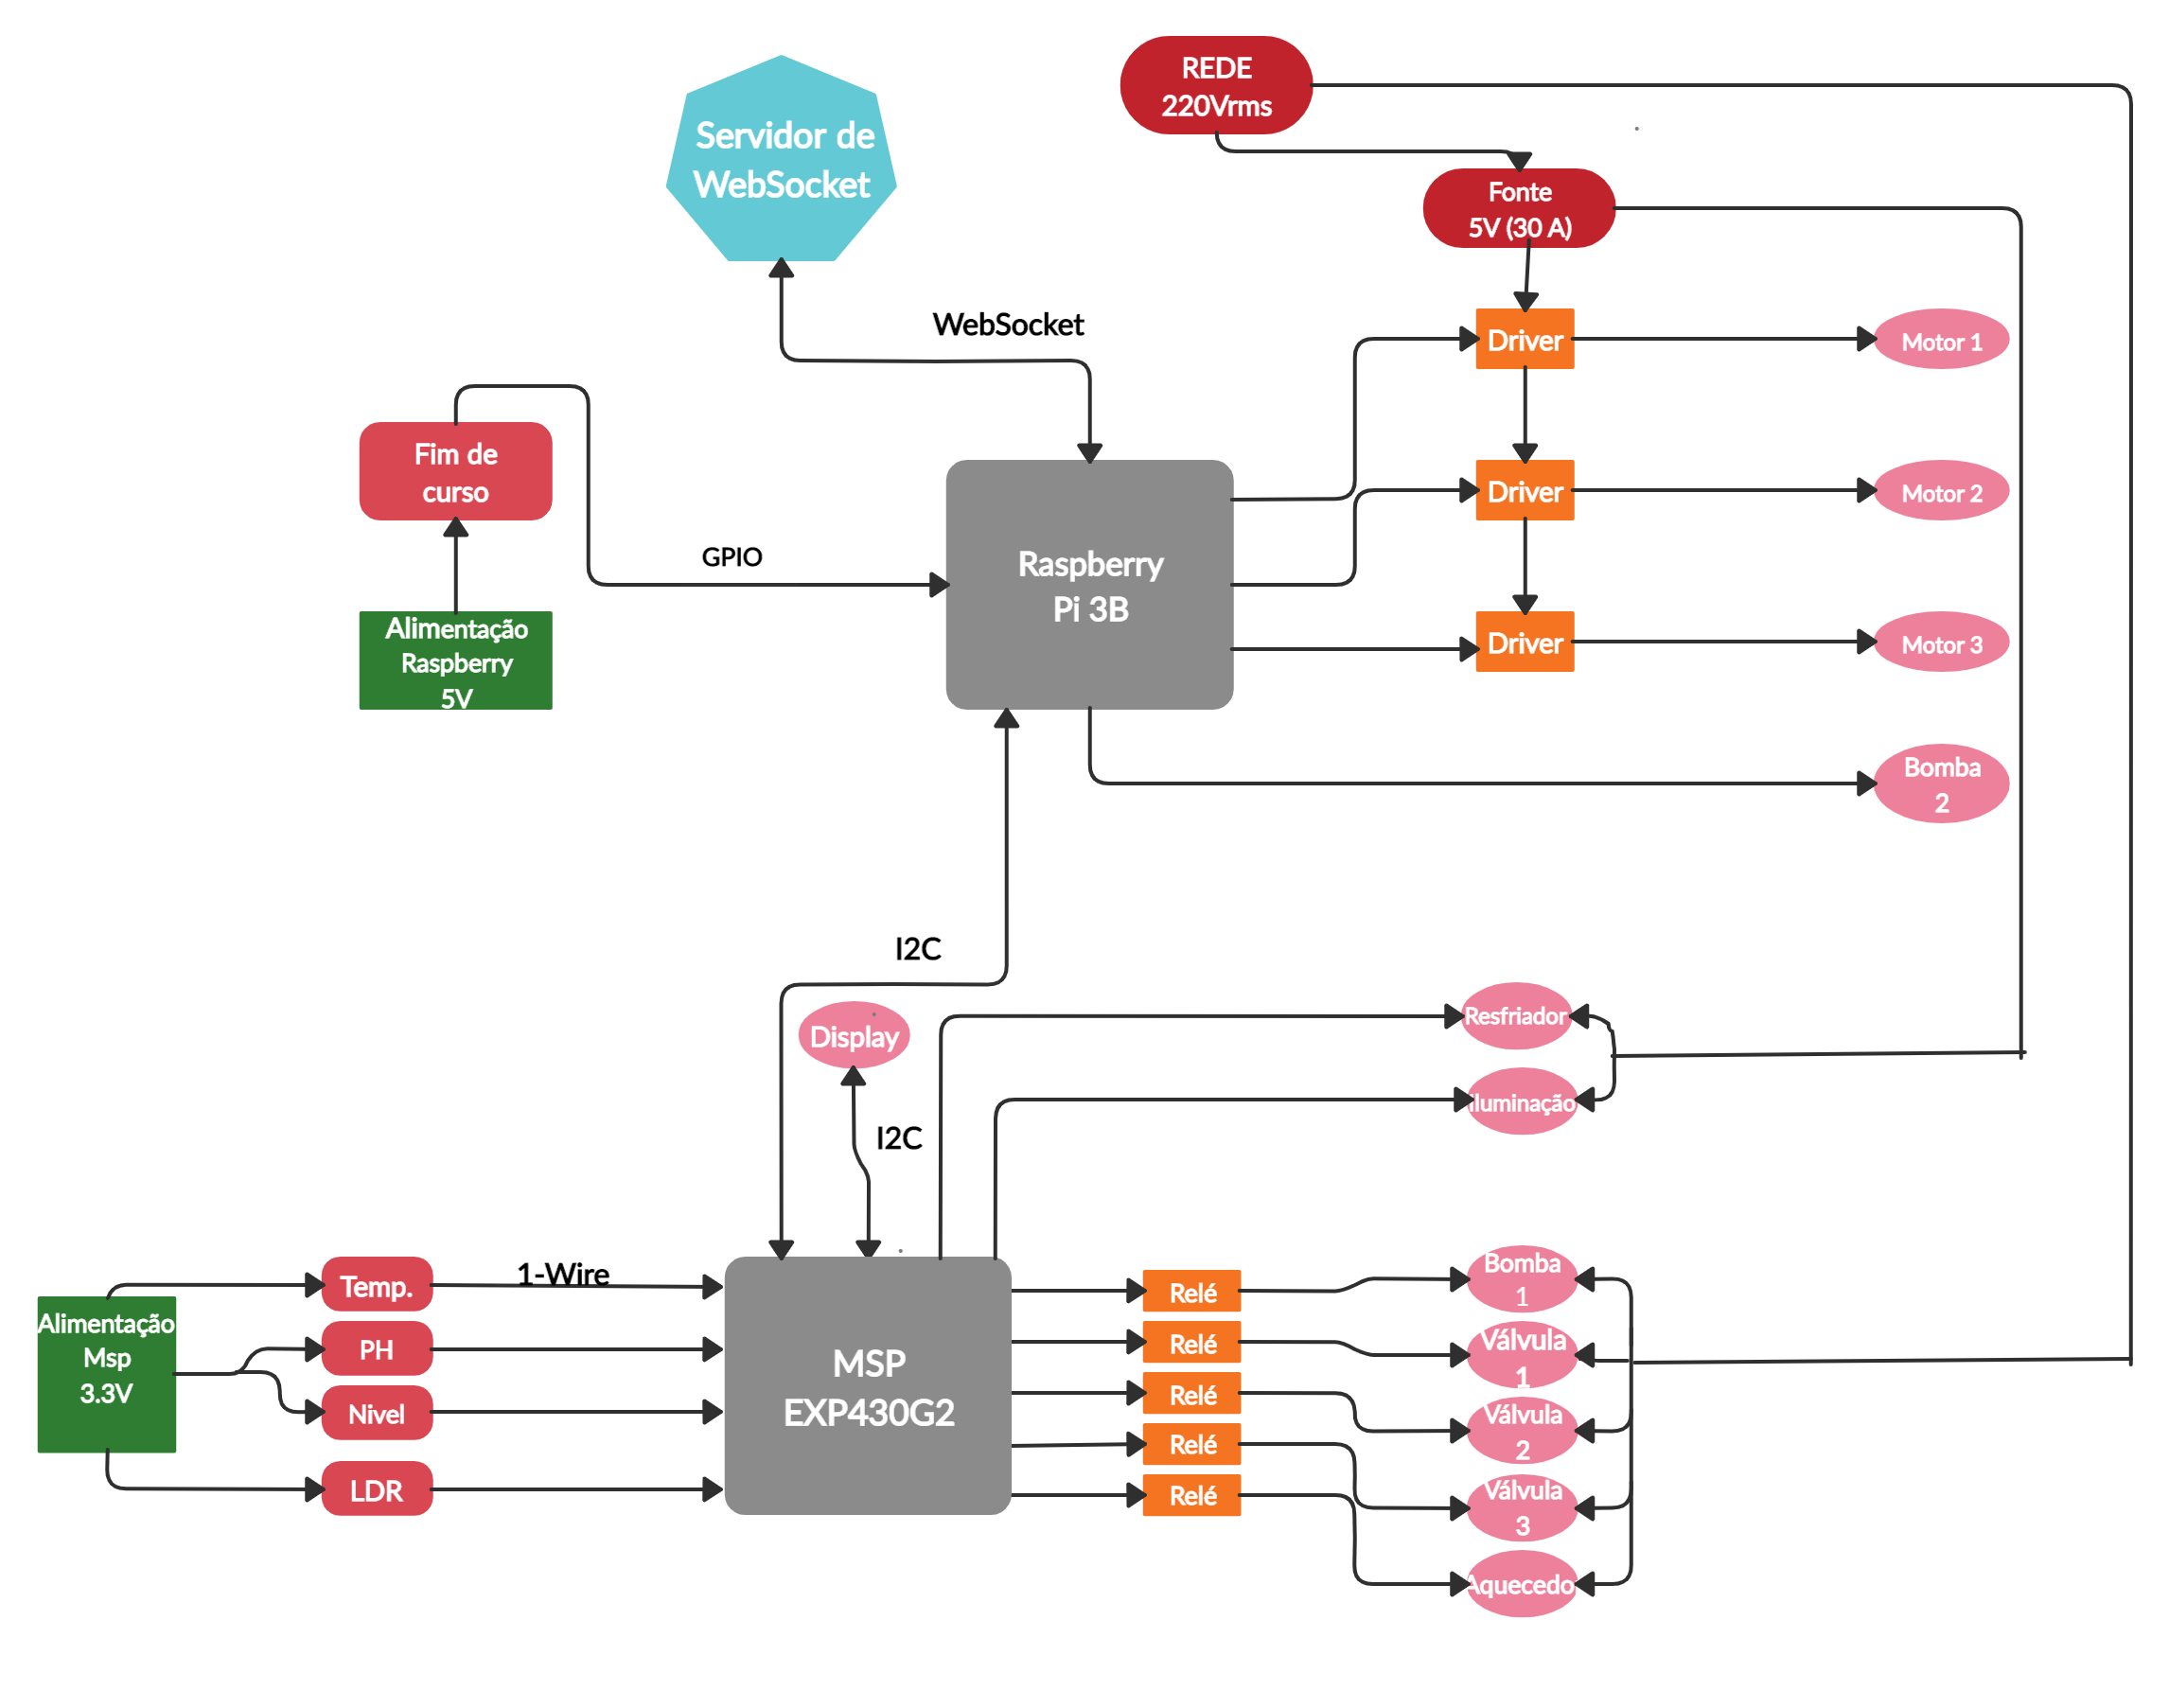 REDE
220Vrms
Servidor de
WebSocket
Fonte
5V (30 A)
WebSocket
Driver
Motor 1
Fim de
curso
Driver
Motor 2
GPIO
Raspberry
Pi 3B
Alimentação
Raspberry
5V
Driver
Motor 3
Bomba
2
I2C
Resfriador
Display
Iluminação
I2C
1-Wire
Temp.
Relé
Bomba
1
Alimentação
Msp
3.3V
PH
MSP
EXP430G2
Relé
Válvula
1
Nivel
Relé
Válvula
2
Relé
LDR
Relé
Válvula
3
Aquecedo